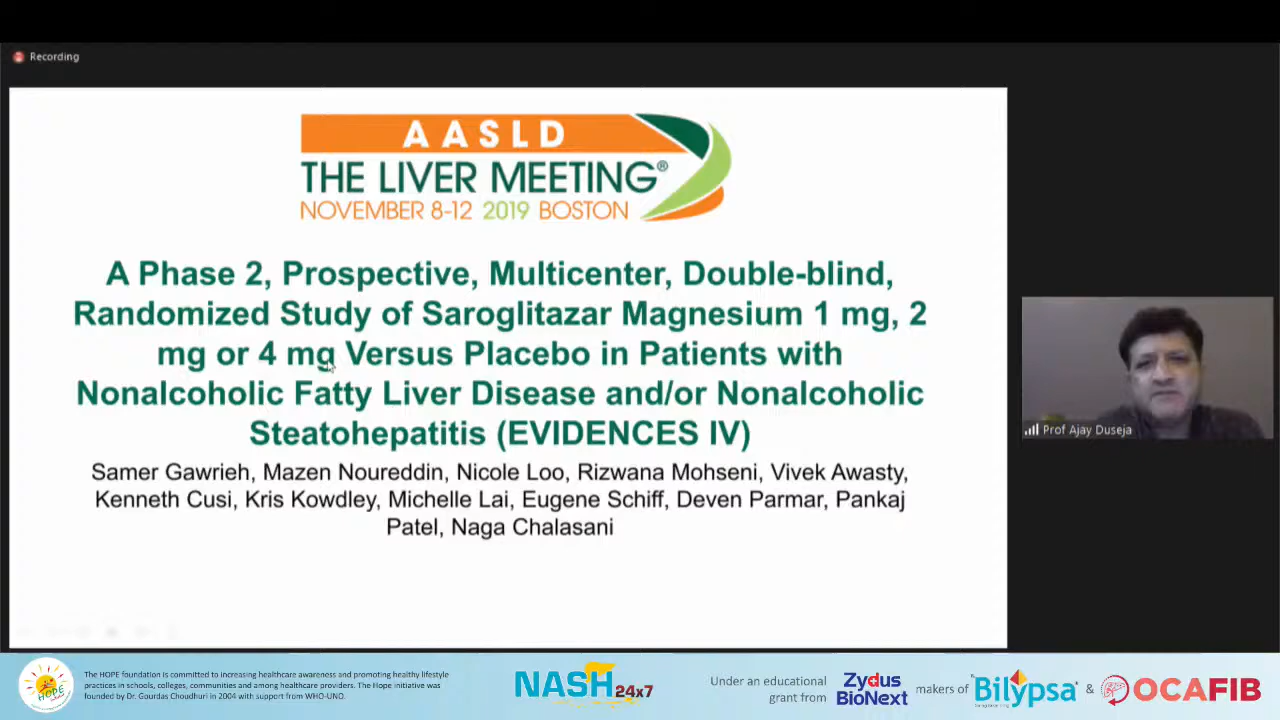 Recording
AASLD
THE LIVER MEETING®
NOVEMBER 8-12 2019 BOSTON
A Phase 2, Prospective, Multicenter, Double-blind,
Randomized Study of Saroglitazar Magnesium 1 mg, 2
mg or 4 mg Versus Placebo in Patients with
Nonalcoholic Fatty Liver Disease and/or Nonalcoholic
Steatohepatitis (EVIDENCES IV)
Samer Gawrieh, Mazen Noureddin, Nicole Loo, Rizwana Mohseni, Vivek Awasty,
Kenneth Cusi, Kris Kowdley, Michelle Lai, Eugene Schiff, Deven Parmar, Pankaj
Patel, Naga Chalasani
Prof Ajay Duseja
HOPE
The HOPE foundation is committed to increasing healthcare awareness and promoting healthy lifestyle
practices in schools, colleges, communities and among healthcare providers. The Hope initiative was
founded by Dr. Gourdas Choudhuri in 2004 with support from WHO-UNO.
NASH 24x7
Under an educational
grant from
Zydus
BioNext
makers of
"Bilypsa"
& OCAFIB